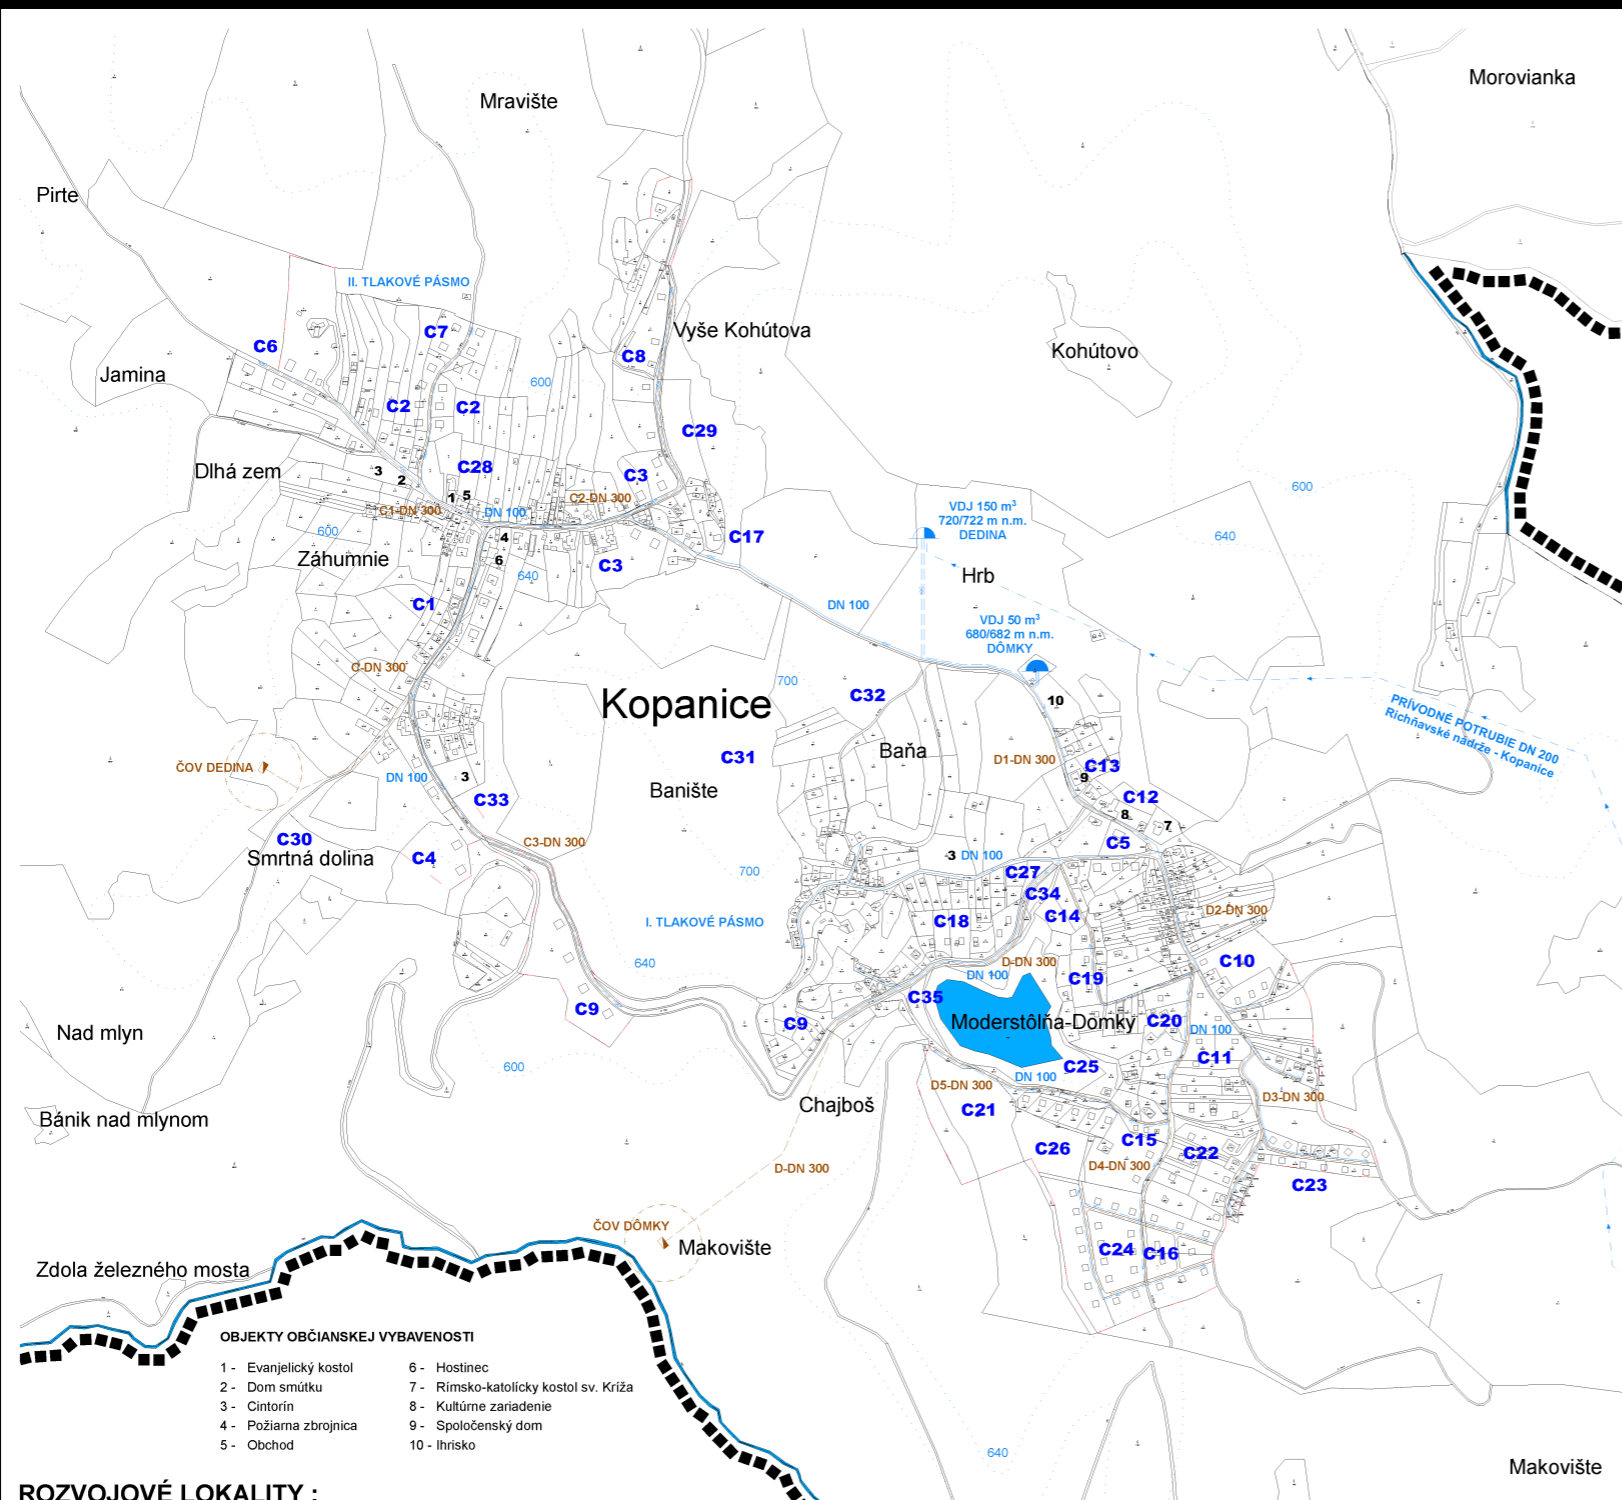 Morovianka
Mravište
Pirte
II. TLAKOVÉ PÁSMO
C7
Vyše Kohútova
C6
C8
Kohútovo
Jamina
600
C2
C2
C29
Dlhá zem
3
2
C28
C3
600
1
5
C2-DN 300
C1-DN 300
DN 100
VDJ 150 m³
720/722 m n.m.
DEDINA
600
4
C17
640
Záhumnie
6
C3
640
Hrb
C1
DN 100
VDJ 50 m³
680/682 m n.m.
DÔMKY
C-DN 300
700
C32
10
Kopanice
PRÍVODNÉ POTRUBIE DN 200
Richňavské nádrže - Kopanice
C31
Baňa
D1-DN 300
C13
ČOV DEDINA
DN 100
3
9
Banište
C33
C12
8
7
C30
Smrtná dolina
C4
C3-DN 300
C5
3
DN 100
700
C27
C34
C14
I. TLAKOVÉ PÁSMO
C18
D2-DN 300
640
D-DN 300
DN 100
C19
C10
C35
C9
C9
Moderstôlňa-Domky
C20
DN 100
Nad mlyn
600
C25
C11
DN 100
D5-DN 300
D3-DN 300
Chajboš
C21
Bánik nad mlynom
C15
C26
C22
D4-DN 300
D-DN 300
C23
ČOV DÔMKY
Makovište
C24
C16
Zdola železného mosta
OBJEKTY OBČIANSKEJ VYBAVENOSTI
1 - Evanjelický kostol
2 - Dom smútku
3 - Cintorín
4 - Požiarna zbrojnica
5 - Obchod
6 - Hostinec
7 - Rímsko-katolícky kostol sv. Kríža
8 - Kultúrne zariadenie
9 - Spoločenský dom
10 - Ihrisko
640
Makovište
ROZVOJOVÉ LOKALITY :